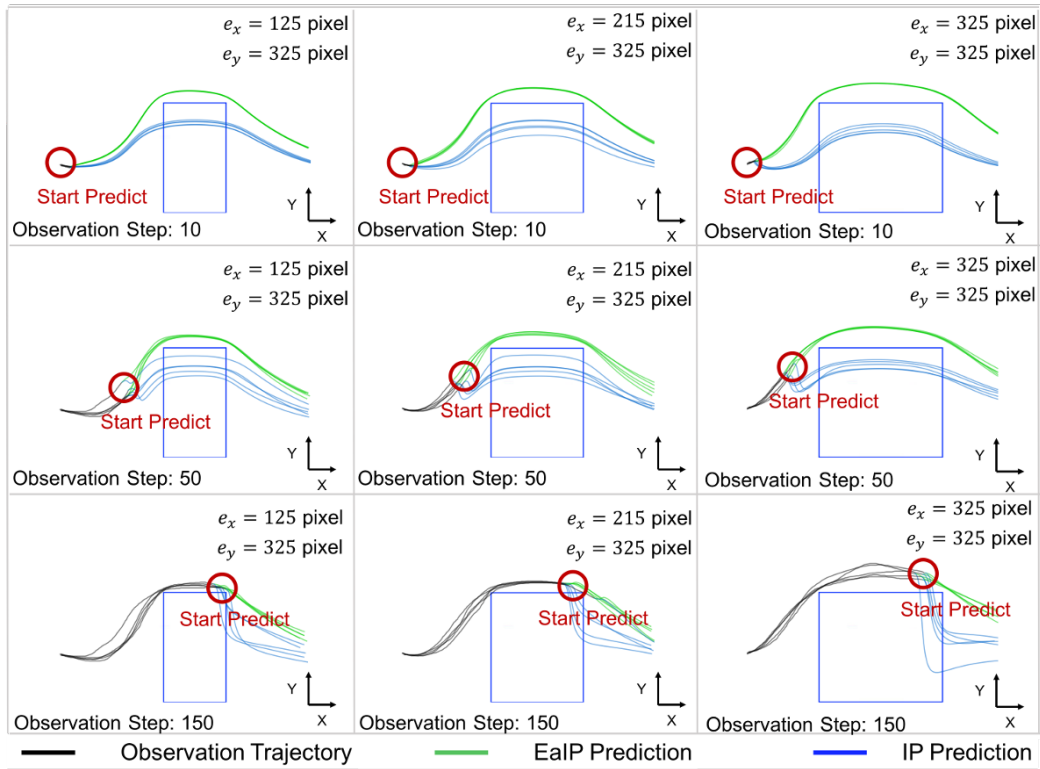 e_x = 125 pixel
e_y = 325 pixel
Start Predict
Y
X
Observation Step: 10
e_x = 215 pixel
e_y = 325 pixel
Start Predict
Y
X
Observation Step: 10
e_x = 325 pixel
e_y = 325 pixel
Start Predict
Y
X
Observation Step: 10
e_x = 125 pixel
e_y = 325 pixel
Start Predict
Y
X
Observation Step: 50
e_x = 215 pixel
e_y = 325 pixel
Start Predict
Y
X
Observation Step: 50
e_x = 325 pixel
e_y = 325 pixel
Start Predict
Y
X
Observation Step: 50
e_x = 125 pixel
e_y = 325 pixel
Start Predict
Y
X
Observation Step: 150
e_x = 215 pixel
e_y = 325 pixel
Start Predict
Y
X
Observation Step: 150
e_x = 325 pixel
e_y = 325 pixel
Start Predict
Y
X
Observation Step: 150
Observation Trajectory
EaIP Prediction
IP Prediction